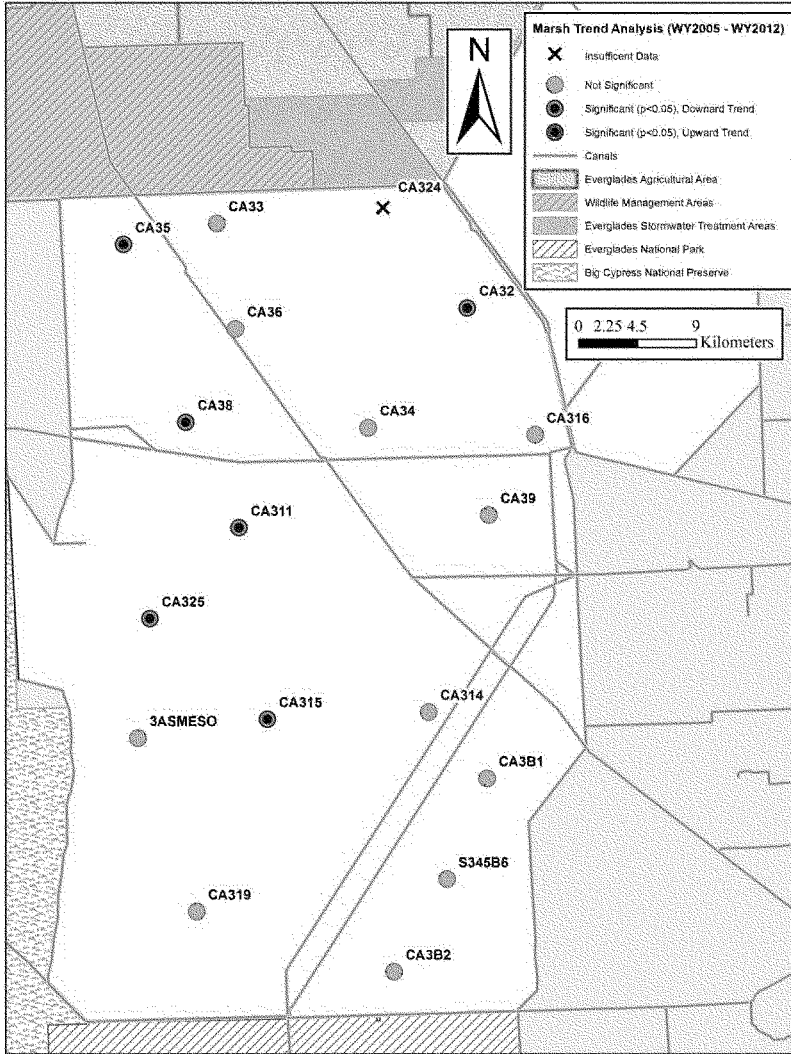 Marsh Trend Analysis (WY2005 - WY2012)
Insufficent Data
Not Significant
Significant (p<0.05), Downard Trend
Significant (p<0.05), Upward Trend
Canals
Everglades Agricultural Area
Wildlife Management Areas
Everglades Stormwater Treatment Areas
Everglades National Park
Big Cypress National Preserve
N
0 2.25 4.5 9
Kilometers
CA324
CA33
CA35
CA32
CA36
CA38
CA34
CA316
CA39
CA311
CA325
CA314
CA315
3ASMESO
CA3B1
S345B6
CA319
CA3B2